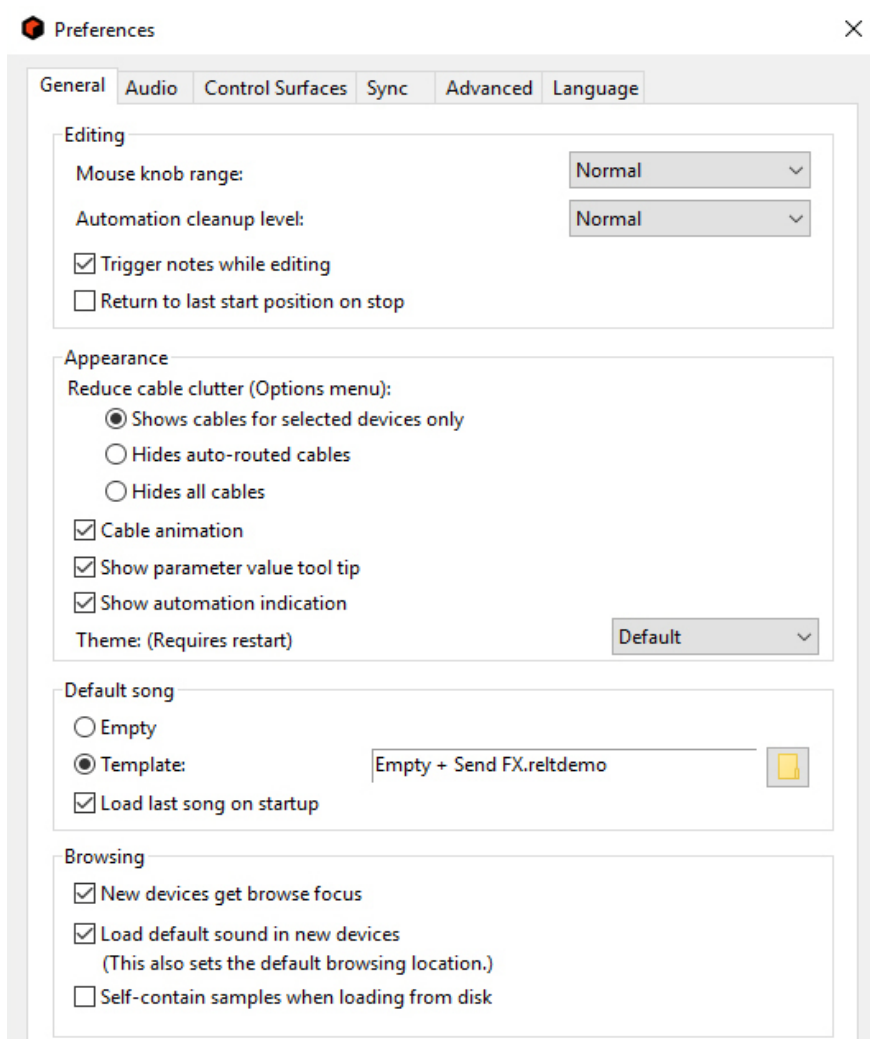 Preferences
General Audio Control Surfaces Sync Advanced Language
Editing
Mouse knob range: Normal
Automation cleanup level: Normal
Trigger notes while editing
Return to last start position on stop
Appearance
Reduce cable clutter (Options menu):
Shows cables for selected devices only
Hides auto-routed cables
Hides all cables
Cable animation
Show parameter value tool tip
Show automation indication
Theme: (Requires restart) Default
Default song
Empty
Template: Empty + Send FX.reltdemo
Load last song on startup
Browsing
New devices get browse focus
Load default sound in new devices
(This also sets the default browsing location.)
Self-contain samples when loading from disk